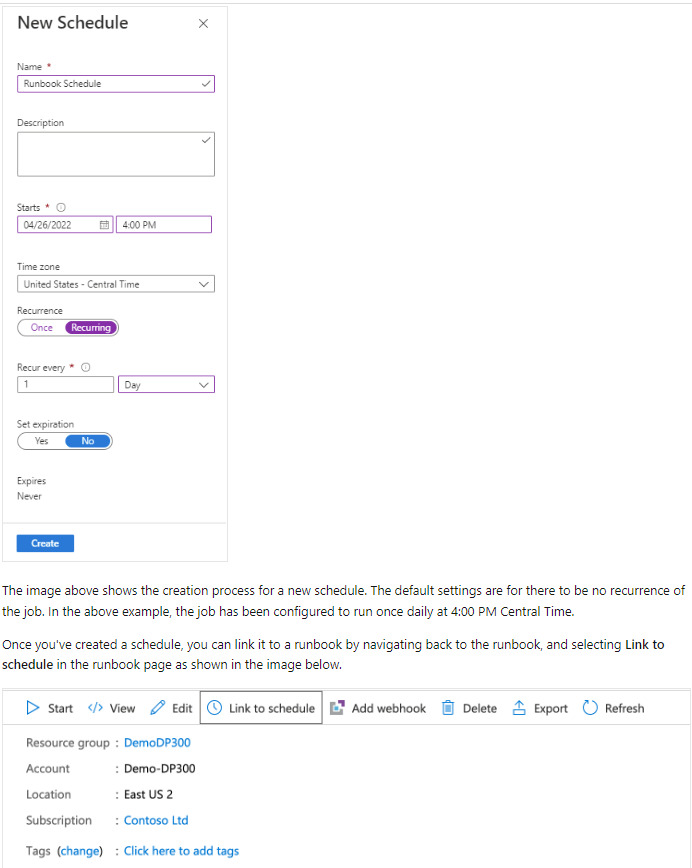 New Schedule
Name *
Runbook Schedule
Description
Starts *
04/26/2022 4:00 PM
Time zone
United States - Central Time
Recurrence
Once Recurring
Recur every *
1 Day
Set expiration
Yes No
Expires
Never
Create
The image above shows the creation process for a new schedule. The default settings are for there to be no recurrence of
the job. In the above example, the job has been configured to run once daily at 4:00 PM Central Time.
Once you've created a schedule, you can link it to a runbook by navigating back to the runbook, and selecting Link to
schedule in the runbook page as shown in the image below.
Start </> View Edit Link to schedule Add webhook Delete Export Refresh
Resource group : DemoDP300
Account : Demo-DP300
Location : East US 2
Subscription : Contoso Ltd
Tags (change) : Click here to add tags